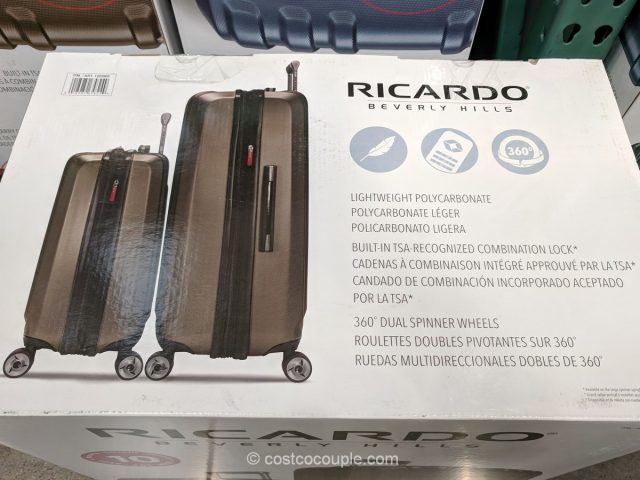 RICARDO
BEVERLY HILLS
360°
LIGHTWEIGHT POLYCARBONATE
POLYCARBONATE LÉGER
POLICARBONATO LIGERA
BUILT-IN TSA-RECOGNIZED COMBINATION LOCK*
CADENAS À COMBINAISON INTÉGRÉ APPROUVÉ PAR LA TSA*
CANDADO DE COMBINACIÓN INCORPORADO ACEPTADO
POR LA TSA*
360° DUAL SPINNER WHEELS
ROULETTES DOUBLES PIVOTANTES SUR 360°
RUEDAS MULTIDIRECCIONALES DOBLES DE 360°
RICARDO
BEVERLY HILLS
10
© costcocouple.com